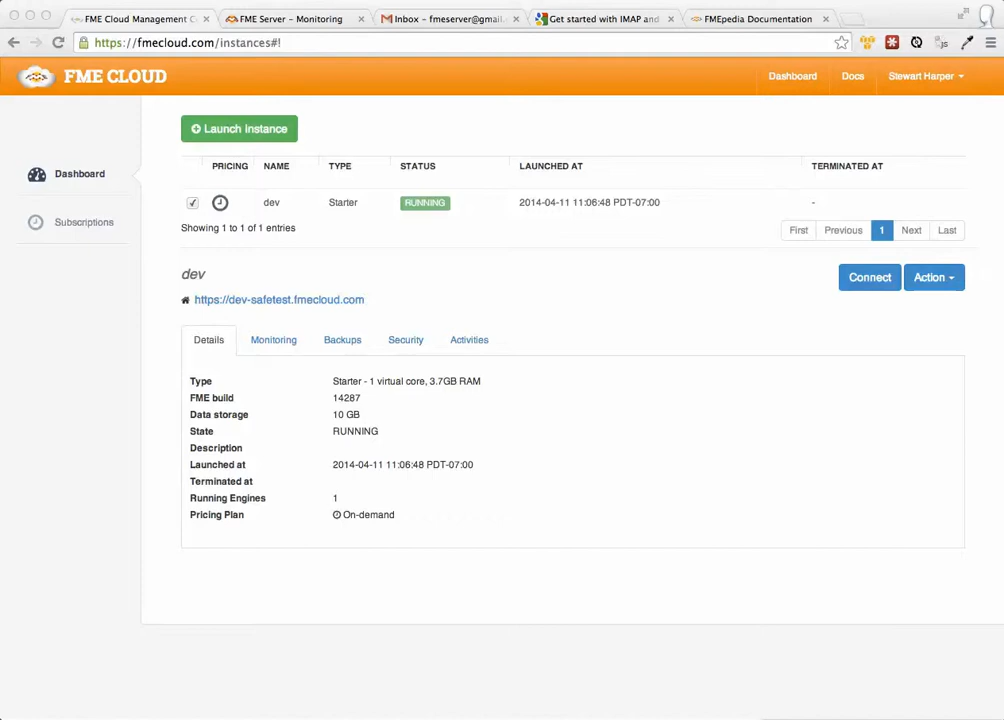 FME Cloud Management C
FME Server - Monitoring
Inbox - fmeserver@gmail.
Get started with IMAP and
FMEpedia Documentation
https://fmecloud.com/instances#!
js
FME CLOUD
Dashboard
Docs
Stewart Harper
Dashboard
Subscriptions
Launch Instance
PRICING NAME TYPE STATUS LAUNCHED AT TERMINATED AT
dev Starter RUNNING 2014-04-11 11:06:48 PDT-07:00 -
Showing 1 to 1 of 1 entries
First Previous 1 Next Last
dev
Connect Action
https://dev-safetest.fmecloud.com
Details Monitoring Backups Security Activities
Type Starter - 1 virtual core, 3.7GB RAM
FME build 14287
Data storage 10 GB
State RUNNING
Description
Launched at 2014-04-11 11:06:48 PDT-07:00
Terminated at
Running Engines 1
Pricing Plan On-demand